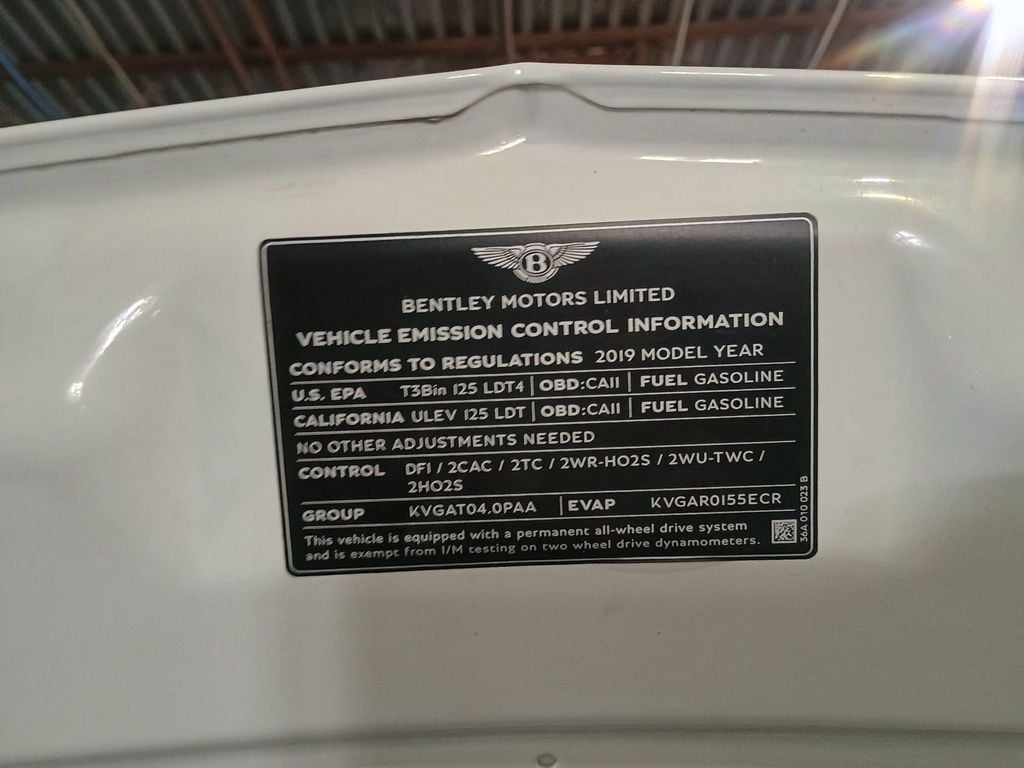 B
BENTLEY MOTORS LIMITED
VEHICLE EMISSION CONTROL INFORMATION
CONFORMS TO REGULATIONS 2019 MODEL YEAR
U.S. EPA T3Bin 125 LDT4 | OBD:CAII | FUEL GASOLINE
CALIFORNIA ULEV 125 LDT | OBD:CAII | FUEL GASOLINE
NO OTHER ADJUSTMENTS NEEDED
CONTROL DFI / 2CAC / 2TC / 2WR-HO2S / 2WU-TWC /
2HO2S
GROUP KVGAT04.0PAA | EVAP KVGAR0155ECR
This vehicle is equipped with a permanent all-wheel drive system
and is exempt from I/M testing on two wheel drive dynamometers.
36A 010 023 B